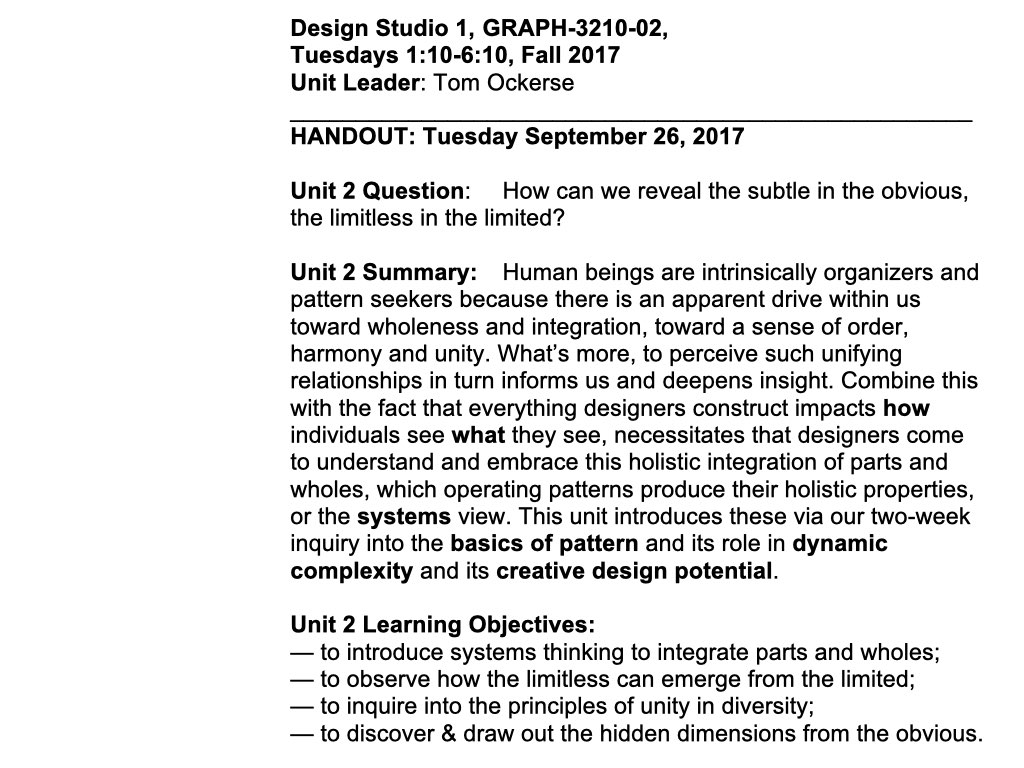 Design Studio 1, GRAPH-3210-02,
Tuesdays 1:10-6:10, Fall 2017
Unit Leader: Tom Ockerse
HANDOUT: Tuesday September 26, 2017
Unit 2 Question: How can we reveal the subtle in the obvious,
the limitless in the limited?
Unit 2 Summary: Human beings are intrinsically organizers and
pattern seekers because there is an apparent drive within us
toward wholeness and integration, toward a sense of order,
harmony and unity. What’s more, to perceive such unifying
relationships in turn informs us and deepens insight. Combine this
with the fact that everything designers construct impacts how
individuals see what they see, necessitates that designers come
to understand and embrace this holistic integration of parts and
wholes, which operating patterns produce their holistic properties,
or the systems view. This unit introduces these via our two-week
inquiry into the basics of pattern and its role in dynamic
complexity and its creative design potential.
Unit 2 Learning Objectives:
— to introduce systems thinking to integrate parts and wholes;
— to observe how the limitless can emerge from the limited;
— to inquire into the principles of unity in diversity;
— to discover & draw out the hidden dimensions from the obvious.